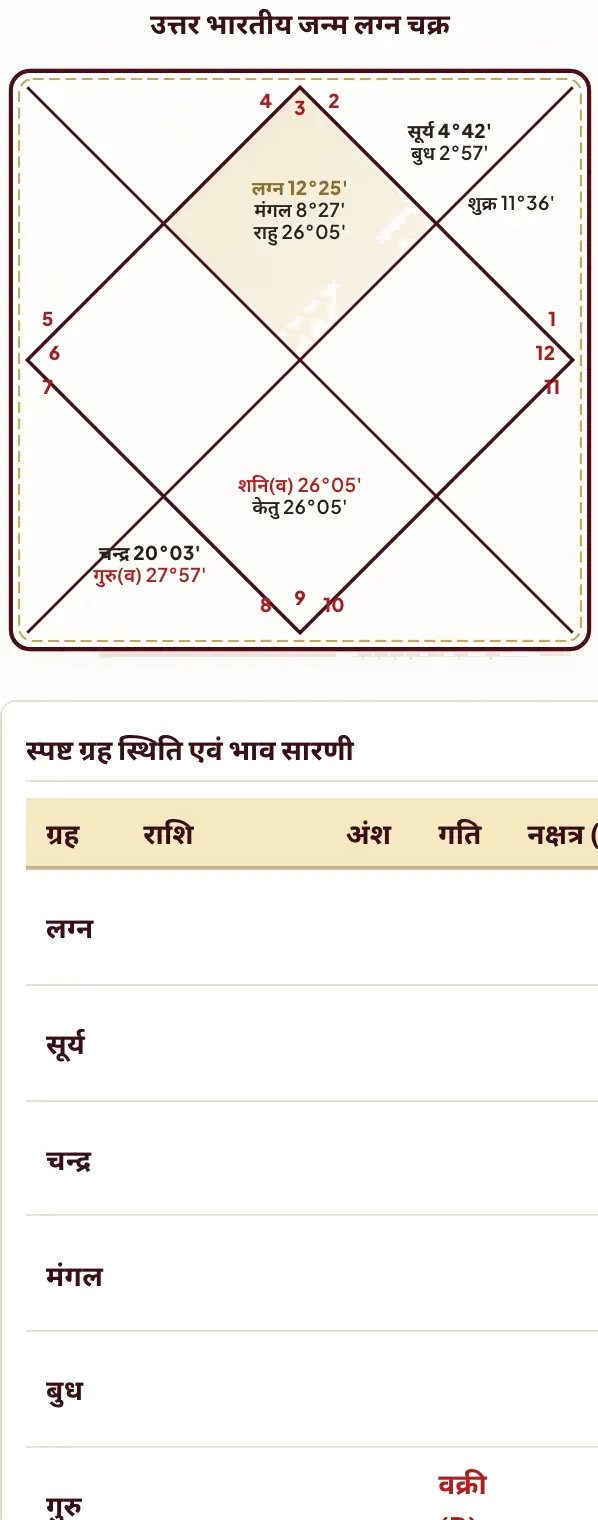 उत्तर भारतीय जन्म लग्न चक्र
4 3 2
सूर्य 4°42'
बुध 2°57'
लग्न 12°25'
मंगल 8°27'
राहु 26°05'
शुक्र 11°36'
5
6
7
1
12
11
शनि(व) 26°05'
केतु 26°05'
चन्द्र 20°03'
गुरु(व) 27°57'
8 9 10
स्पष्ट ग्रह स्थिति एवं भाव सारणी
ग्रह राशि अंश गति नक्षत्र (
लग्न
सूर्य
चन्द्र
मंगल
बुध
वक्री
गुरु